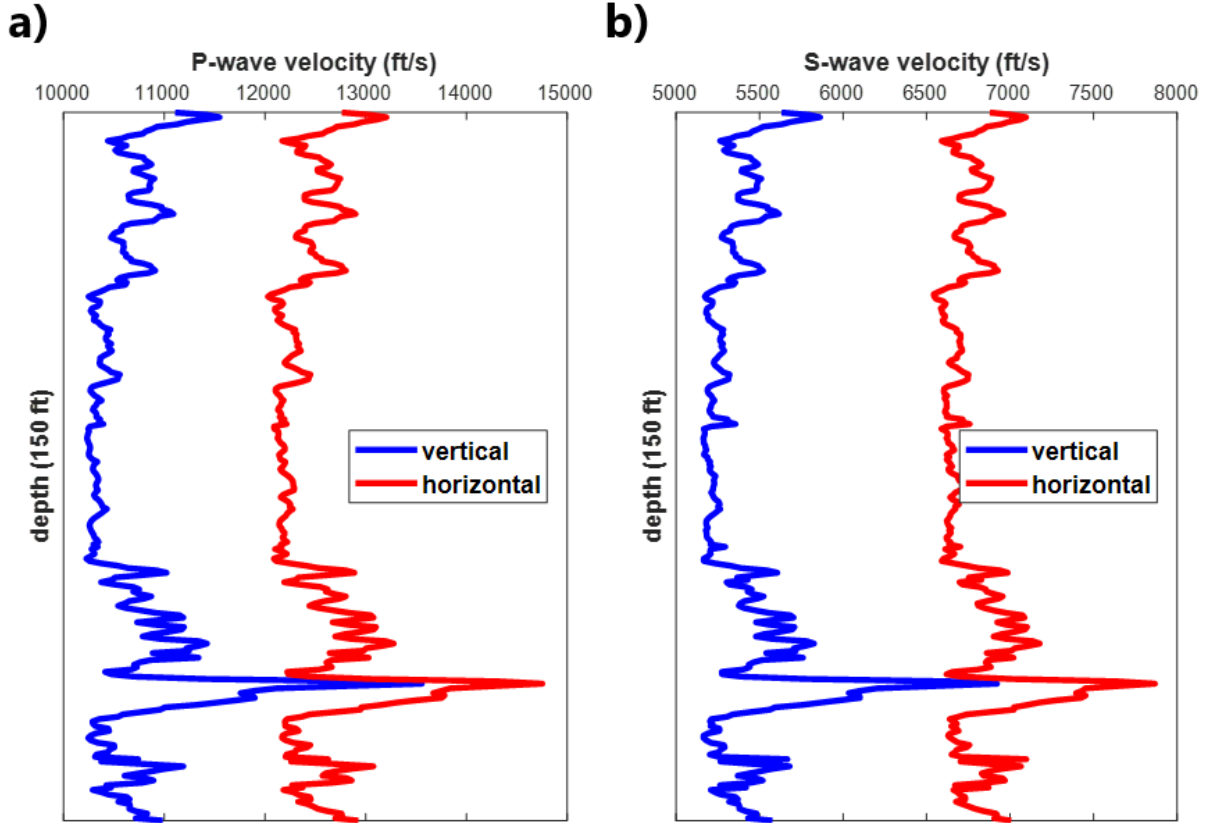 a)
P-wave velocity (ft/s)
10000 11000 12000 13000 14000 15000
depth (150 ft)
vertical
horizontal
b)
S-wave velocity (ft/s)
5000 5500 6000 6500 7000 7500 8000
depth (150 ft)
vertical
horizontal